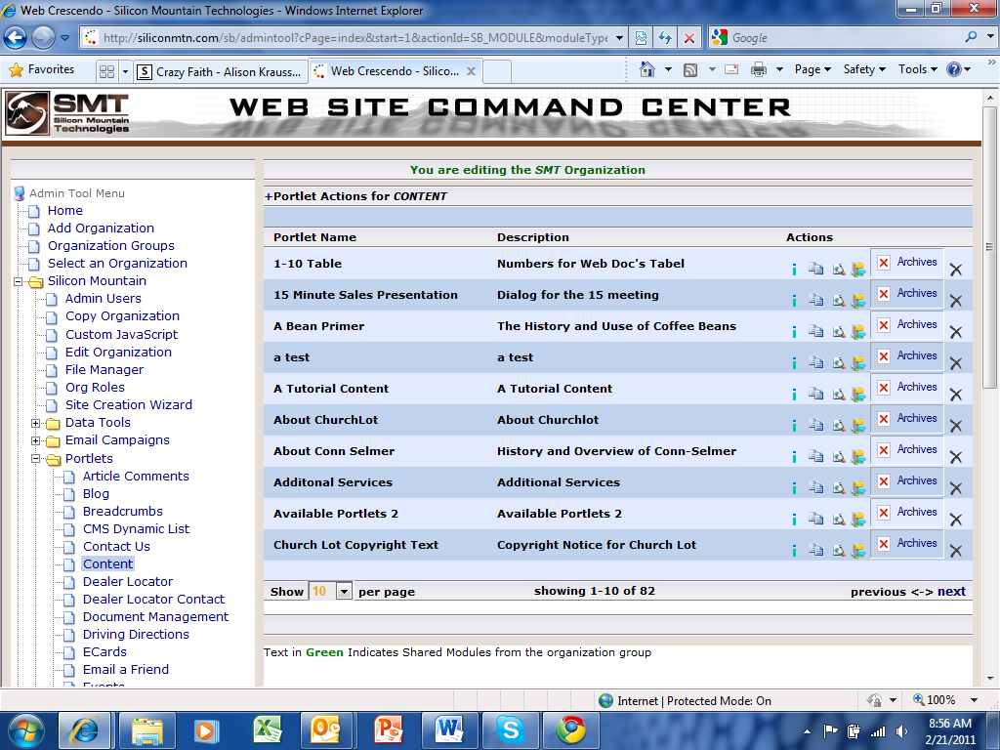 Web Crescendo - Silicon Mountain Technologies - Windows Internet Explorer
http://siliconmtn.com/sb/admintool?cPage=index&start=1&actionId=SB_MODULE&moduleType
Google
Favorites
Crazy Faith - Alison Krauss...
Web Crescendo - Silico...
Page
Safety
Tools
SMT
Silicon Mountain
Technologies
WEB SITE COMMAND CENTER
You are editing the SMT Organization
+Portlet Actions for CONTENT
Admin Tool Menu
Home
Add Organization
Organization Groups
Select an Organization
Silicon Mountain
Admin Users
Copy Organization
Custom JavaScript
Edit Organization
File Manager
Org Roles
Site Creation Wizard
Data Tools
Email Campaigns
Portlets
Article Comments
Blog
Breadcrumbs
CMS Dynamic List
Contact Us
Content
Dealer Locator
Dealer Locator Contact
Document Management
Driving Directions
ECards
Email a Friend
Events
Portlet Name Description Actions
1-10 Table Numbers for Web Doc's Tabel Archives
15 Minute Sales Presentation Dialog for the 15 meeting Archives
A Bean Primer The History and Uuse of Coffee Beans Archives
a test a test Archives
A Tutorial Content A Tutorial Content Archives
About ChurchLot About Churchlot Archives
About Conn Selmer History and Overview of Conn-Selmer Archives
Additonal Services Additional Services Archives
Available Portlets 2 Available Portlets 2 Archives
Church Lot Copyright Text Copyright Notice for Church Lot Archives
Show 10 per page showing 1-10 of 82 previous <-> next
Text in Green Indicates Shared Modules from the organization group
Internet | Protected Mode: On
100%
8:56 AM
2/21/2011